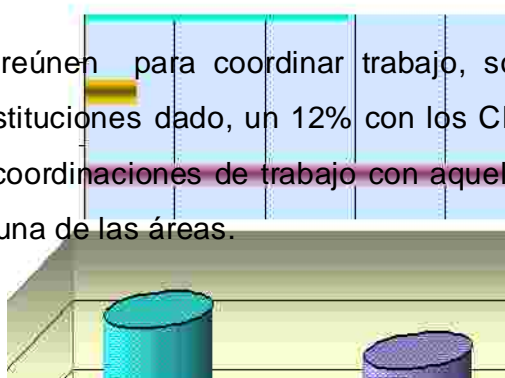 reúnen para coordinar trabajo, so
stituciones dado, un 12% con los C
coordinaciones de trabajo con aquel
una de las áreas.